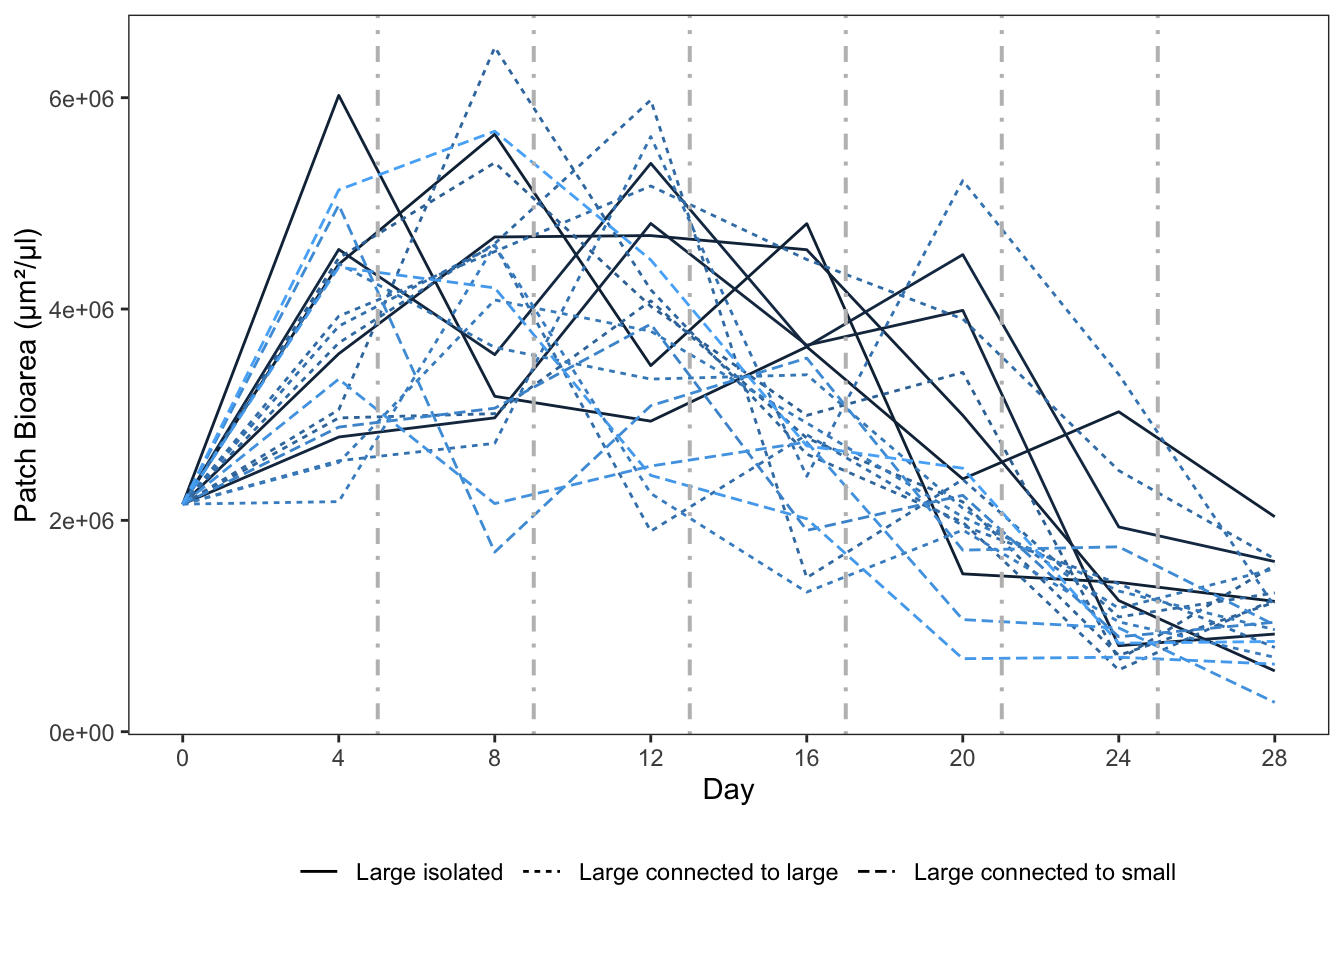 Patch Bioarea (µm²/µl)
6e+06
4e+06
2e+06
0e+00
0 4 8 12 16 20 24 28
Day
Large isolated Large connected to large Large connected to small